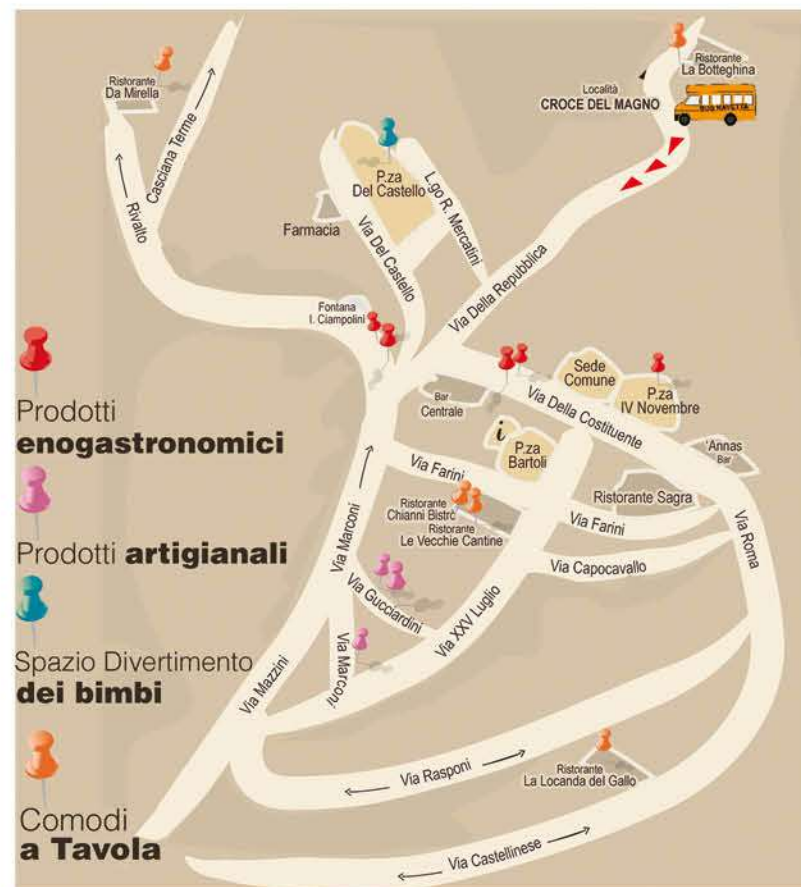 Ristorante
Da Mirella
Casciana Terme
Rivalto
Ristorante
La Botteghina
Località
CROCE DEL MAGNO
BUS NAVETTA
P.za
Del Castello
L.go R. Mercatini
Farmacia
Via Del Castello
Via Della Repubblica
Fontana
I. Ciampolini
Prodotti
enogastronomici
Prodotti artigianali
Spazio Divertimento
dei bimbi
Comodi
a Tavola
Bar
Centrale
Sede
Comune
P.za
IV Novembre
Via Della Costituente
i
P.za
Bartoli
'Annas
Bar
Via Farini
Ristorante
Chianni Bistrò
Ristorante
Le Vecchie Cantine
Ristorante Sagra
Via Farini
Via Roma
Via Capocavallo
Via Marconi
Via Gucciardini
Via XXV Luglio
Via Marconi
Via Mazzini
Via Rasponi
Ristorante
La Locanda del Gallo
Via Castellinese